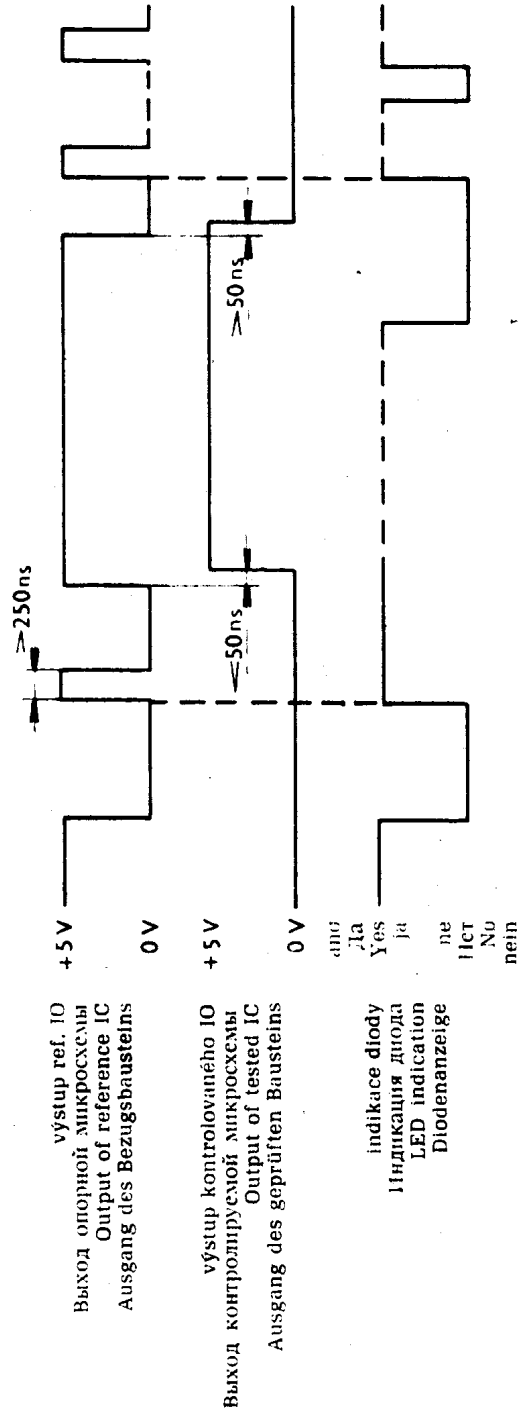 výstup ref. IO
Выход опорной микросхемы
Output of reference IC
Ausgang des Bezugsbausteins
+5 V
0 V
>250ns
výstup kontrolovaného IO
Выход контролируемой микросхемы
Output of tested IC
Ausgang des geprüften Bausteins
+5 V
0 V
<50ns
>50ns
indikace diody
Индикация диода
LED indication
Diodenanzeige
ano
Да
Yes
ja
ne
Нет
No
nein